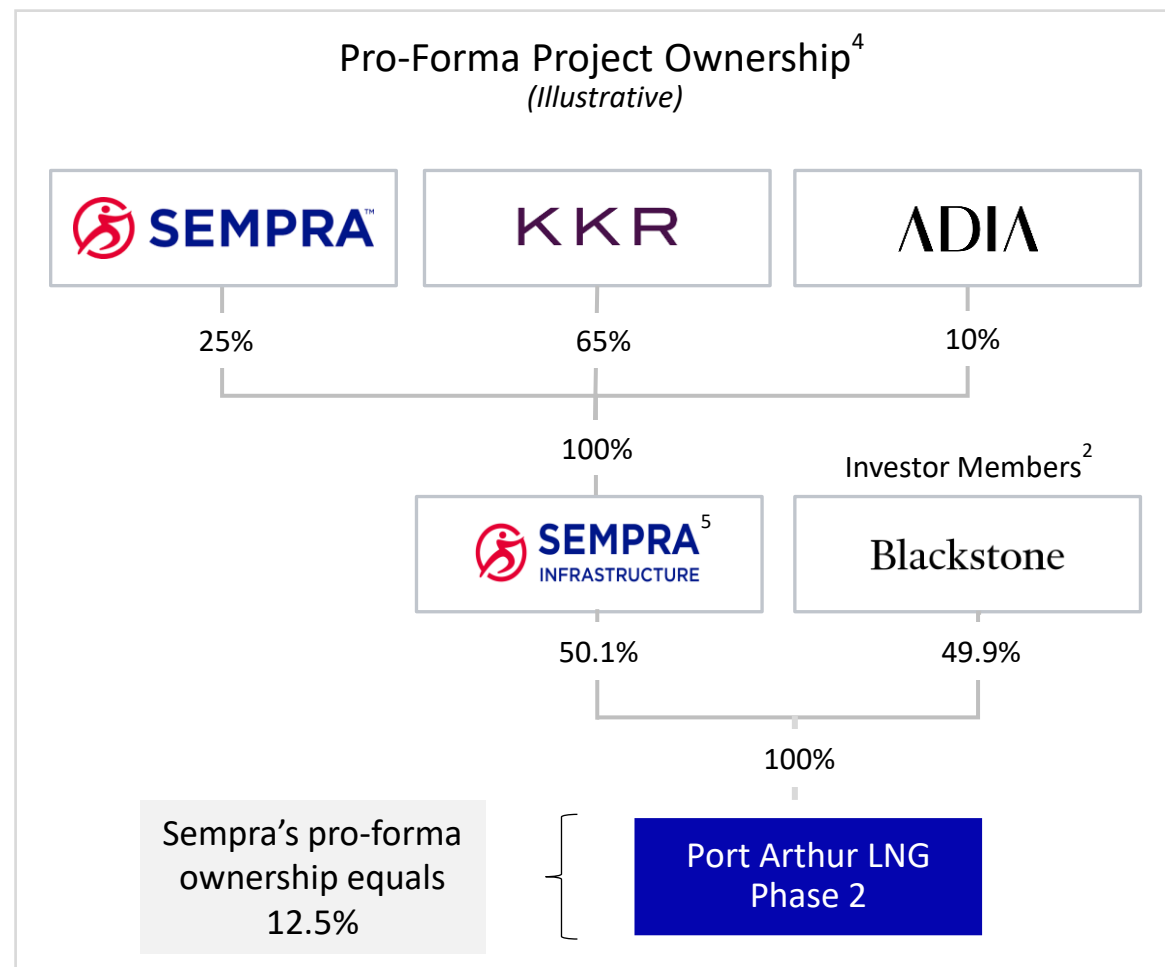 Pro-Forma Project Ownership4
(Illustrative)
SEMPRA™
KKR
ADIA
25%
65%
10%
100%
Investor Members2
SEMPRA5
INFRASTRUCTURE
Blackstone
50.1%
49.9%
100%
Sempra’s pro-forma
ownership equals
12.5%
Port Arthur LNG
Phase 2